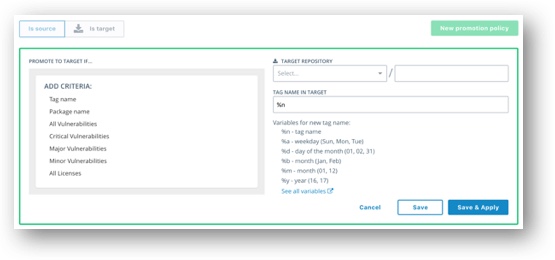 Is source
Is target
New promotion policy
PROMOTE TO TARGET IF...
ADD CRITERIA:
Tag name
Package name
All Vulnerabilities
Critical Vulnerabilities
Major Vulnerabilities
Minor Vulnerabilities
All Licenses
TARGET REPOSITORY
Select... /
TAG NAME IN TARGET
%n
Variables for new tag name:
%n - tag name
%a - weekday (Sun, Mon, Tue)
%d - day of the month (01, 02, 31)
%b - month (Jan, Feb)
%m - month (01, 12)
%y - year (16, 17)
See all variables
Cancel
Save
Save & Apply